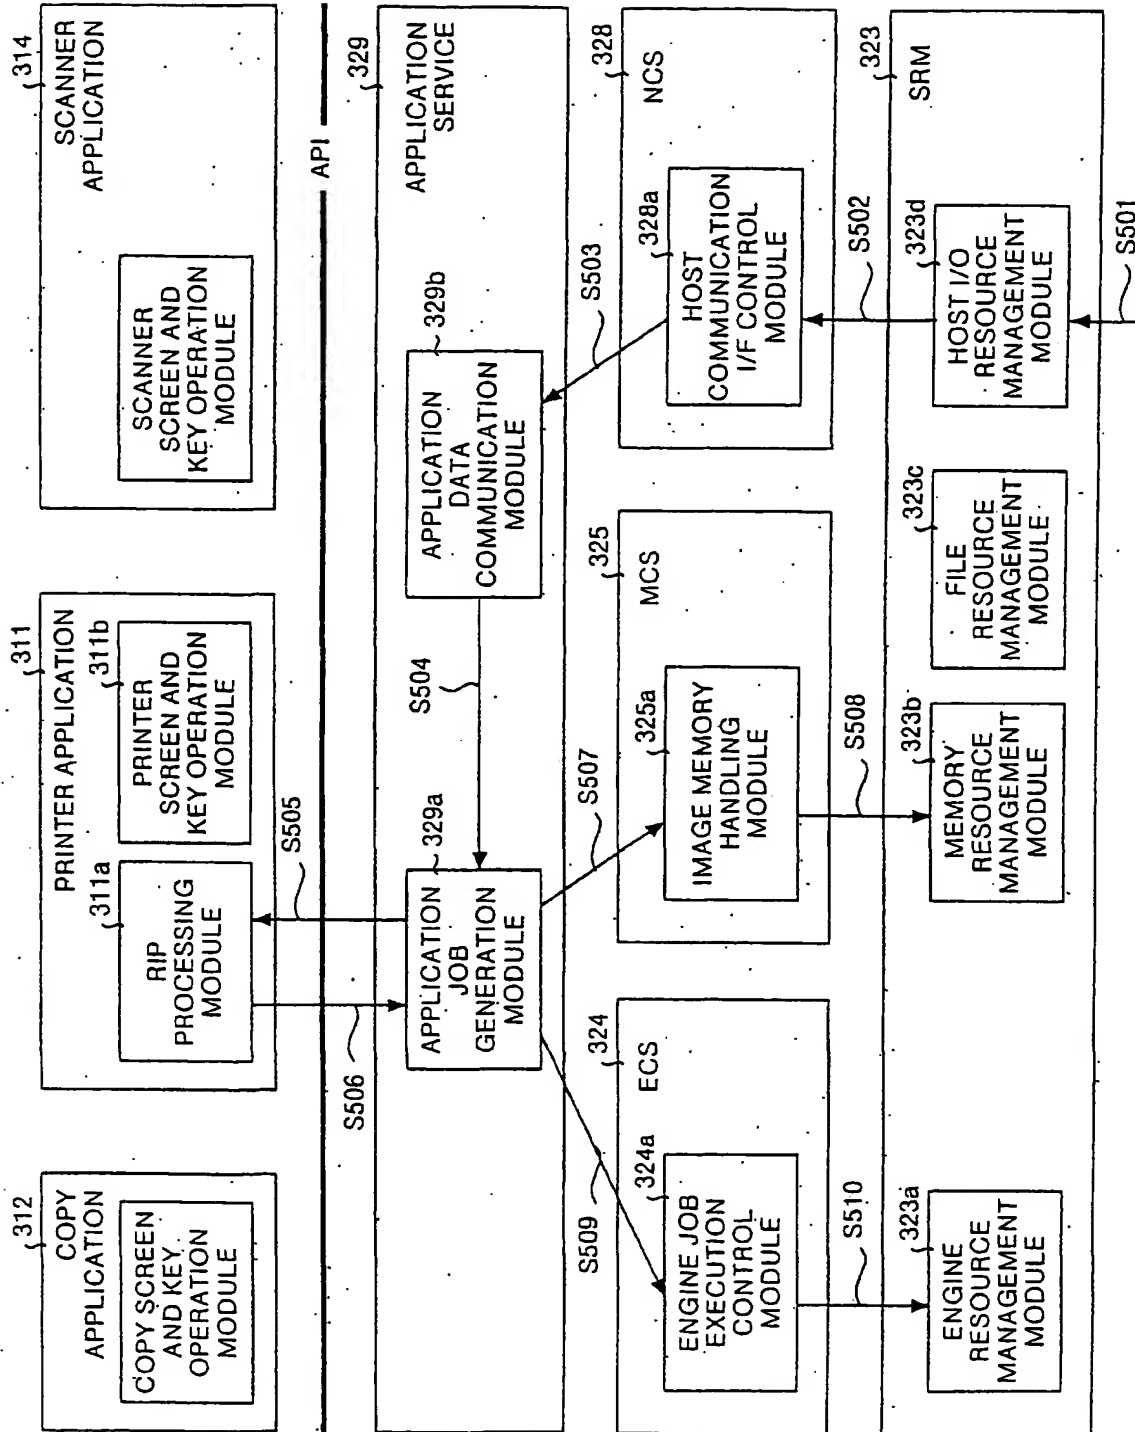 312
COPY
APPLICATION
COPY SCREEN
AND KEY
OPERATION
MODULE
311
PRINTER APPLICATION
311a
RIP
PROCESSING
MODULE
311b
PRINTER
SCREEN AND
KEY OPERATION
MODULE
314
SCANNER
APPLICATION
SCANNER
SCREEN AND
KEY OPERATION
MODULE
S506
S505
API
329
APPLICATION
SERVICE
329a
APPLICATION
JOB
GENERATION
MODULE
S504
329b
APPLICATION
DATA
COMMUNICATION
MODULE
S509
S507
S503
324
ECS
324a
ENGINE JOB
EXECUTION
CONTROL
MODULE
325
MCS
325a
IMAGE MEMORY
HANDLING
MODULE
328
NCS
328a
HOST
COMMUNICATION
I/F CONTROL
MODULE
S510
S508
S502
323
SRM
323a
ENGINE
RESOURCE
MANAGEMENT
MODULE
323b
MEMORY
RESOURCE
MANAGEMENT
MODULE
323c
FILE
RESOURCE
MANAGEMENT
MODULE
323d
HOST I/O
RESOURCE
MANAGEMENT
MODULE
S501